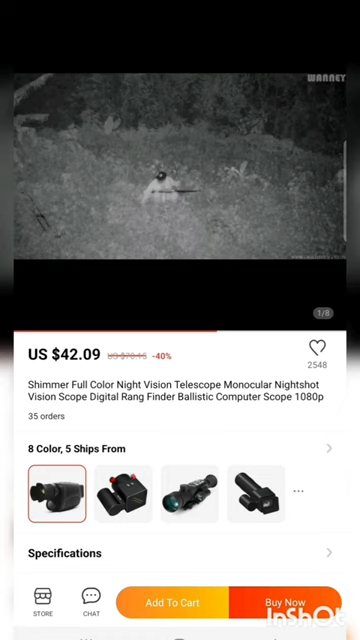 WANNEY
1/8
US $42.09 US $70.15 -40%
2548
Shimmer Full Color Night Vision Telescope Monocular Nightshot
Vision Scope Digital Rang Finder Ballistic Computer Scope 1080p
35 orders
8 Color, 5 Ships From
Specifications
STORE
CHAT
Add To Cart
Buy Now
InShOt